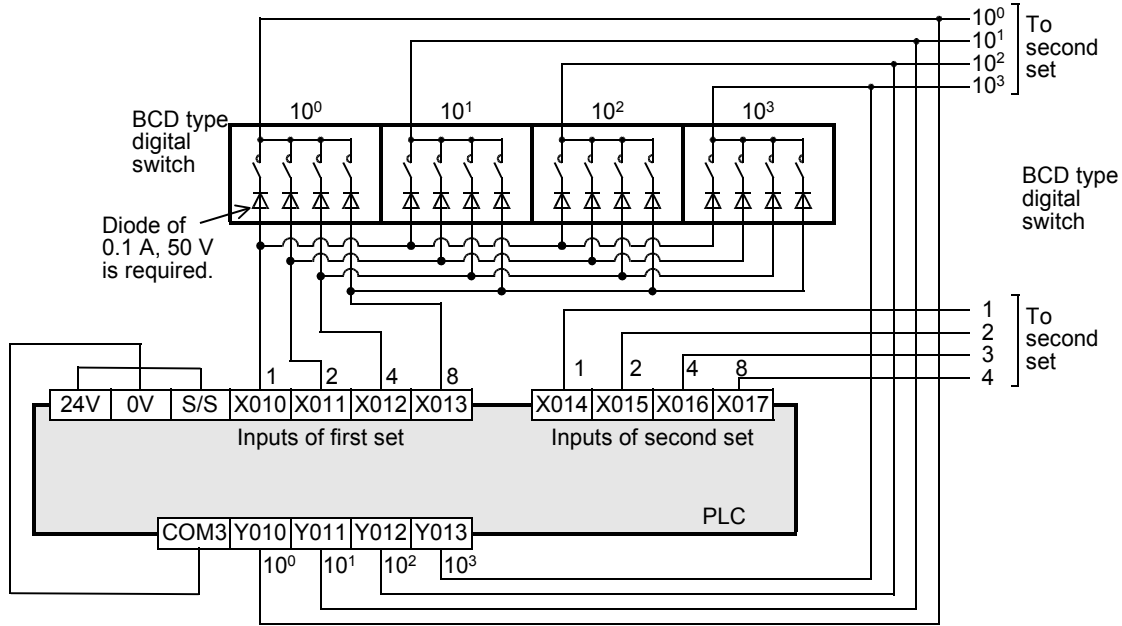 10⁰
10¹
10²
10³
To
second
set
BCD type
digital
switch
10⁰ 10¹ 10² 10³
Diode of
0.1 A, 50 V
is required.
BCD type
digital
switch
1
2
3
4
To
second
set
1 2 4 8
1 2 4 8
24V 0V S/S X010 X011 X012 X013
X014 X015 X016 X017
Inputs of first set
Inputs of second set
PLC
COM3 Y010 Y011 Y012 Y013
10⁰ 10¹ 10² 10³